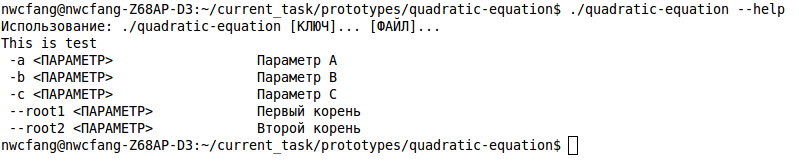 nwcfang@nwcfang-Z68AP-D3:~/current_task/prototypes/quadratic-equation$ ./quadratic-equation --help
Использование: ./quadratic-equation [КЛЮЧ]... [ФАЙЛ]...
This is test
 -a <ПАРАМЕТР>                  Параметр A
 -b <ПАРАМЕТР>                  Параметр B
 -c <ПАРАМЕТР>                  Параметр C
 --root1 <ПАРАМЕТР>             Первый корень
 --root2 <ПАРАМЕТР>             Второй корень
nwcfang@nwcfang-Z68AP-D3:~/current_task/prototypes/quadratic-equation$